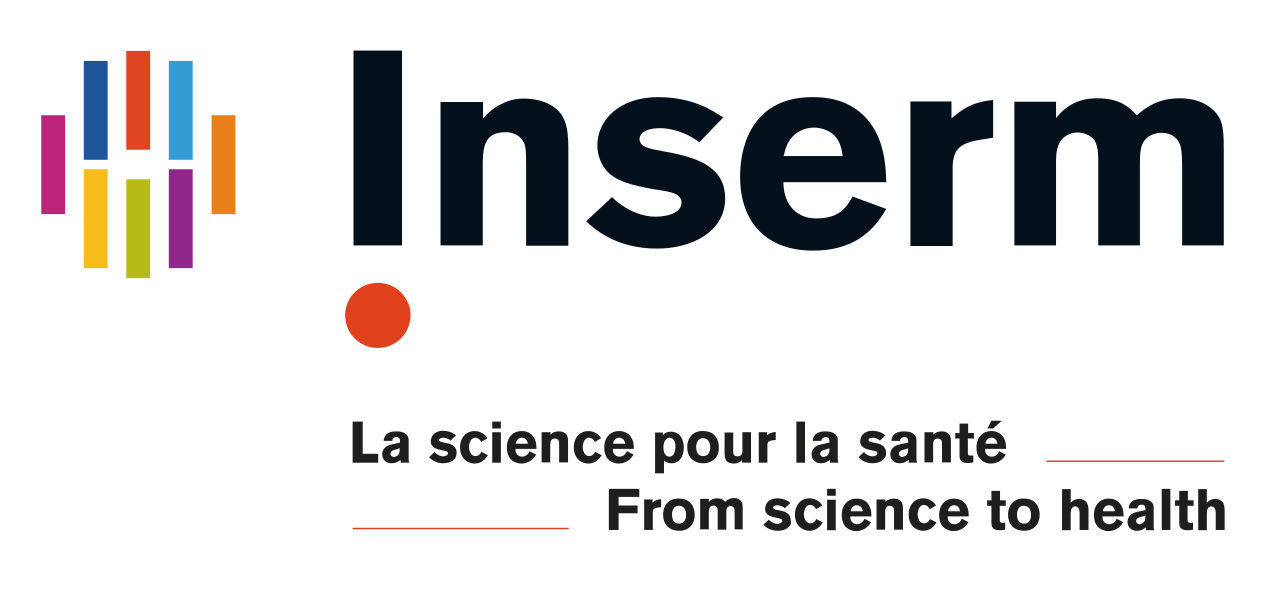 Inserm
La science pour la santé
From science to health